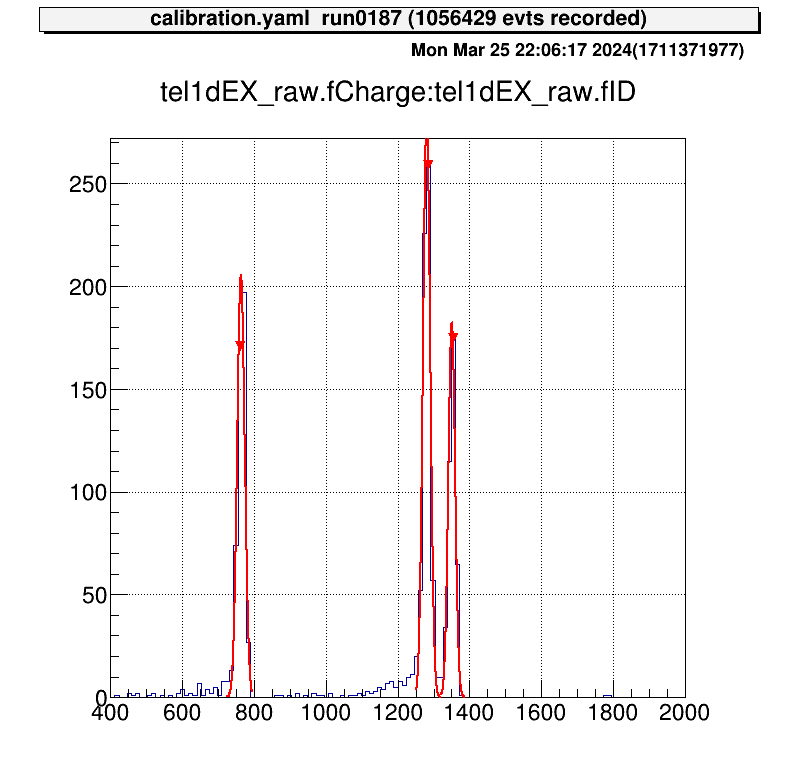 calibration.yaml run0187 (1056429 evts recorded)
Mon Mar 25 22:06:17 2024(1711371977)
tel1dEX_raw.fCharge:tel1dEX_raw.fID
250
200
150
100
50
0
400 600 800 1000 1200 1400 1600 1800 2000